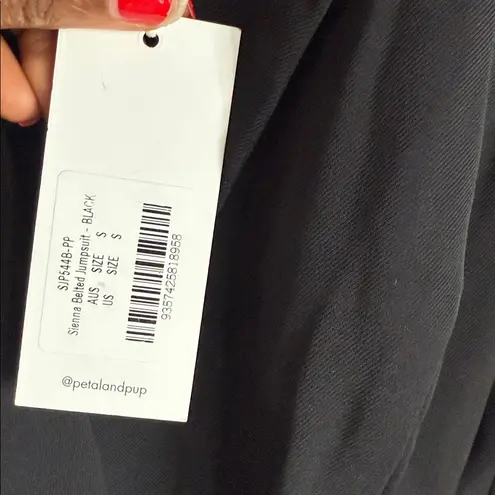 SJP544B-PP
Sienna Belted Jumpsuit - BLACK
AUS SIZE S
US SIZE S
9357425818958
@petalandpup